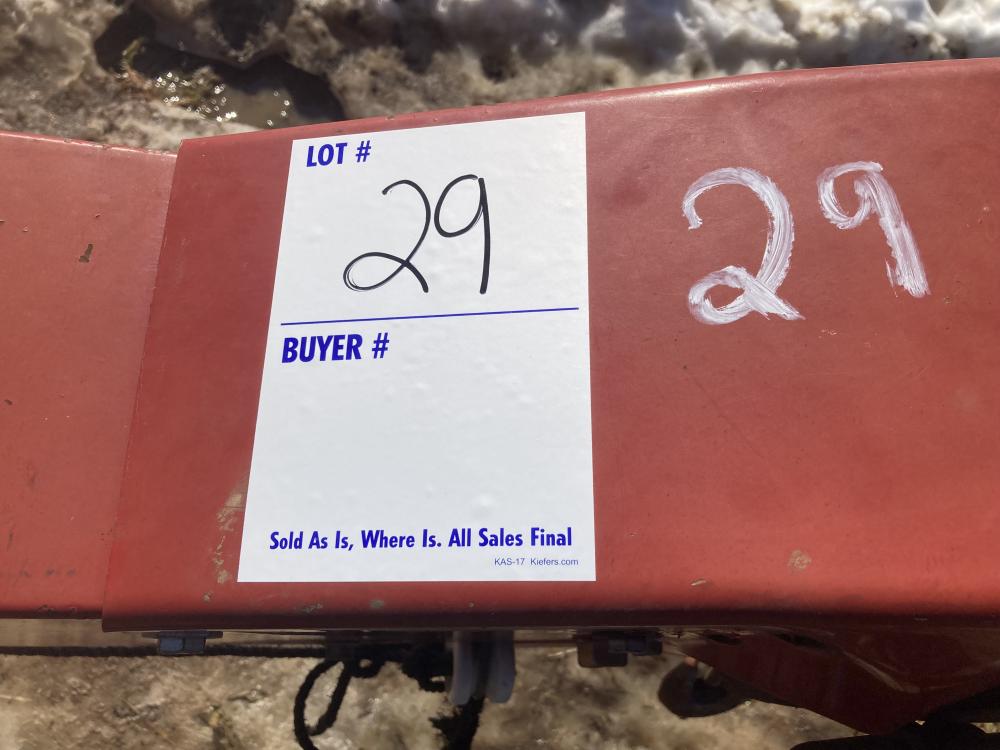 LOT #
29
BUYER #
Sold As Is, Where Is. All Sales Final
KAS-17 Kiefers.com
29